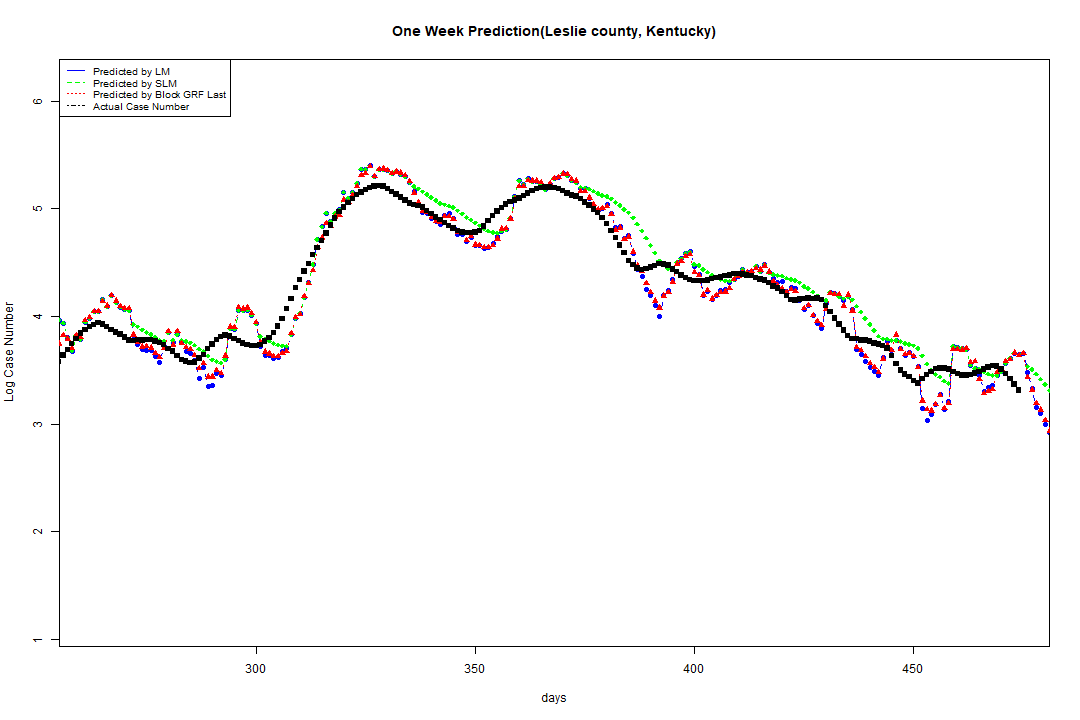 One Week Prediction(Leslie county, Kentucky)
Predicted by LM
Predicted by SLM
Predicted by Block GRF Last
Actual Case Number
Log Case Number
6
5
4
3
2
1
300
350
400
450
days